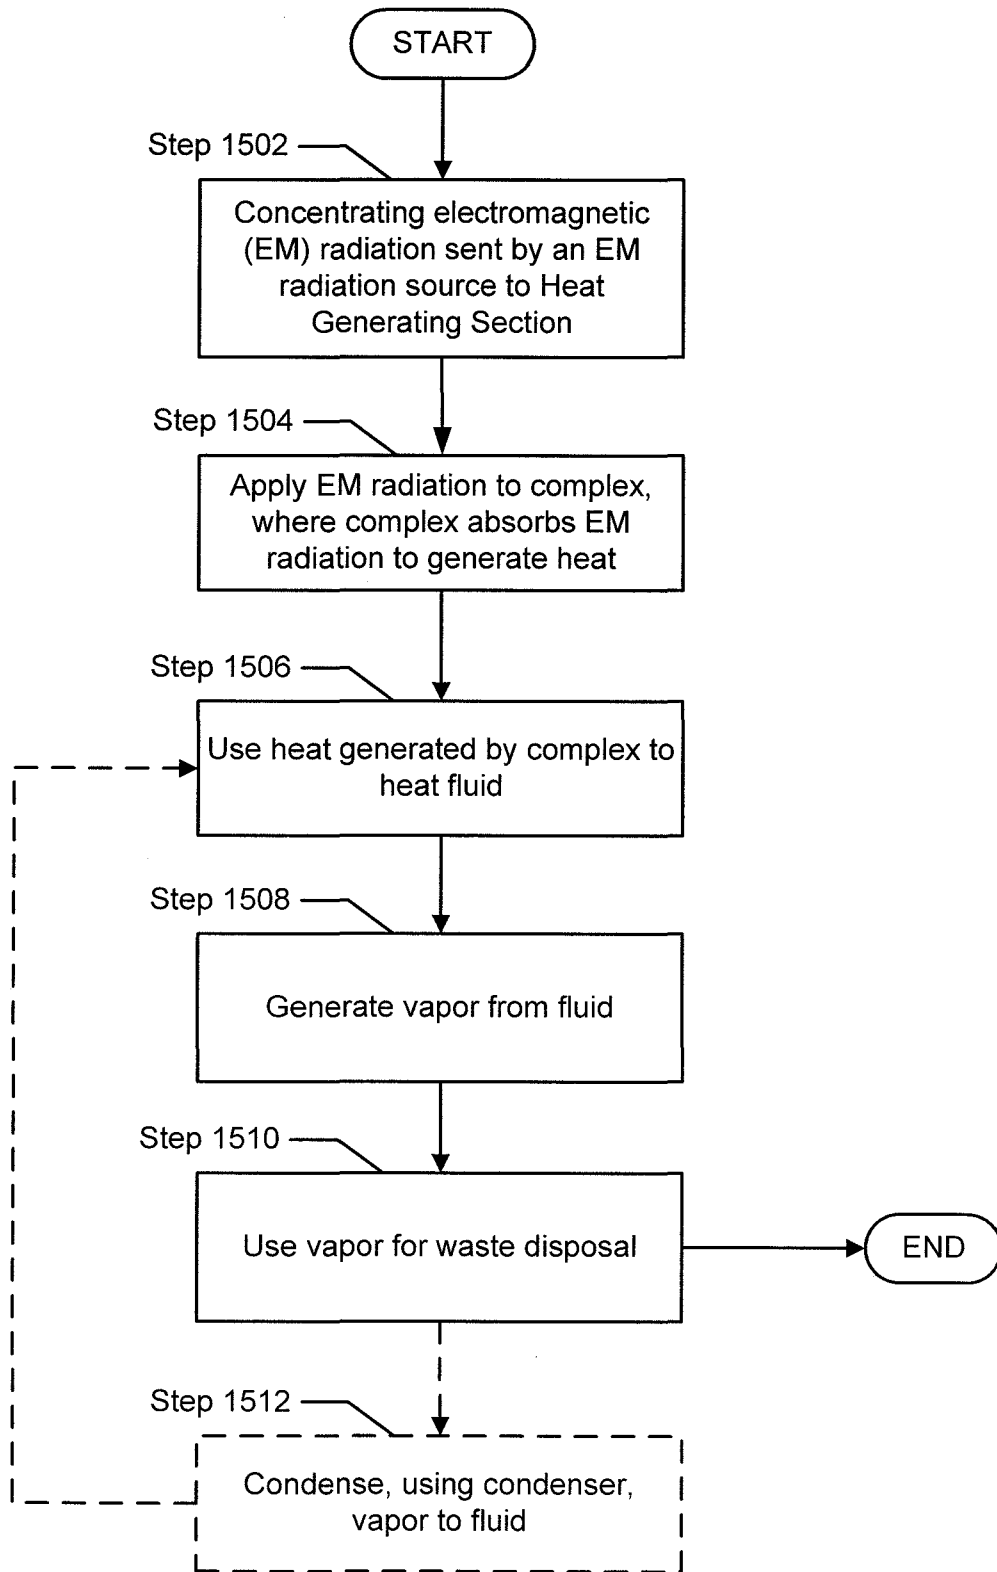 START
Step 1502
Concentrating electromagnetic
(EM) radiation sent by an EM
radiation source to Heat
Generating Section
Step 1504
Apply EM radiation to complex,
where complex absorbs EM
radiation to generate heat
Step 1506
Use heat generated by complex to
heat fluid
Step 1508
Generate vapor from fluid
Step 1510
Use vapor for waste disposal
END
Step 1512
Condense, using condenser,
vapor to fluid